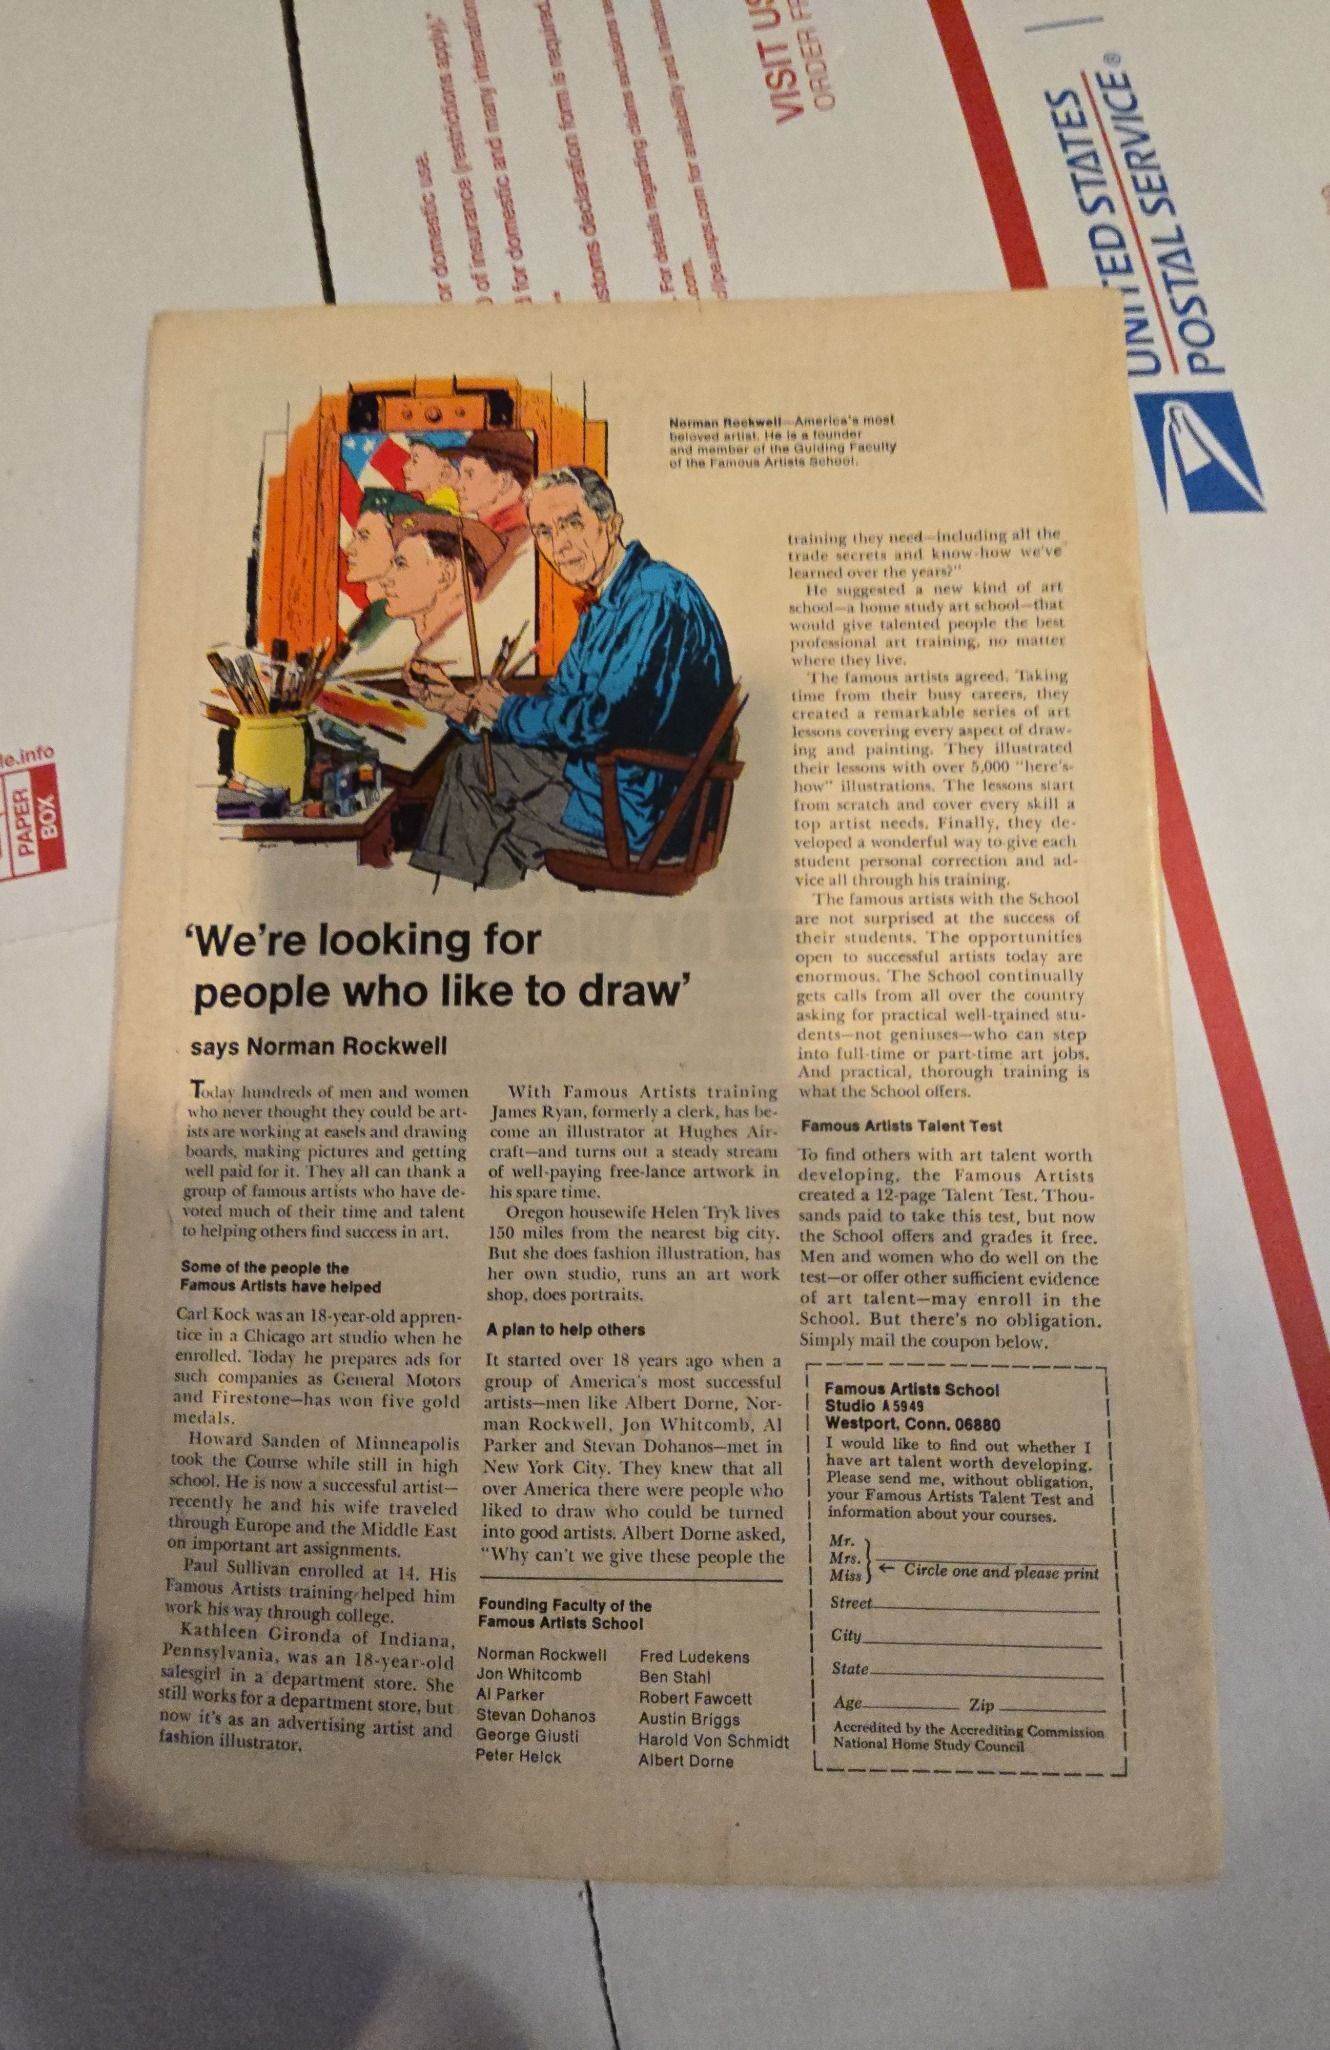 or domestic use.
of insurance (restrictions apply).*
for domestic and many internation
stoms declaration form is required.
For details regarding claims exclusions
.com.
for availability and
VISIT US
ORDER
UNITED STATES
POSTAL SERVICE®
le.info
PAPER
BOX
Norman Rockwell—America's most
beloved artist. He is a founder
and member of the Guiding Faculty
of the Famous Artists School.
'We're looking for
people who like to draw'
says Norman Rockwell
Today hundreds of men and women
who never thought they could be art-
ists are working at easels and drawing
boards, making pictures and getting
well paid for it. They all can thank a
group of famous artists who have de-
voted much of their time and talent
to helping others find success in art.
Some of the people the
Famous Artists have helped
Carl Kock was an 18-year-old appren-
tice in a Chicago art studio when he
enrolled. Today he prepares ads for
such companies as General Motors
and Firestone—has won five gold
medals.
Howard Sanden of Minneapolis
took the Course while still in high
school. He is now a successful artist—
recently he and his wife traveled
through Europe and the Middle East
on important art assignments.
Paul Sullivan enrolled at 14. His
Famous Artists training helped him
work his way through college.
Kathleen Gironda of Indiana,
Pennsylvania, was an 18-year-old
salesgirl in a department store. She
still works for a department store, but
now it's as an advertising artist and
fashion illustrator.
With Famous Artists training
James Ryan, formerly a clerk, has be-
come an illustrator at Hughes Air-
craft—and turns out a steady stream
of well-paying free-lance artwork in
his spare time.
Oregon housewife Helen Tryk lives
150 miles from the nearest big city.
But she does fashion illustration, has
her own studio, runs an art work
shop, does portraits.
A plan to help others
It started over 18 years ago when a
group of America's most successful
artists—men like Albert Dorne, Nor-
man Rockwell, Jon Whitcomb, Al
Parker and Stevan Dohanos—met in
New York City. They knew that all
over America there were people who
liked to draw who could be turned
into good artists. Albert Dorne asked,
"Why can't we give these people the
training they need—including all the
trade secrets and know-how we've
learned over the years?"
He suggested a new kind of art
school—a home study art school—that
would give talented people the best
professional art training, no matter
where they live.
The famous artists agreed. Taking
time from their busy careers, they
created a remarkable series of art
lessons covering every aspect of draw-
ing and painting. They illustrated
their lessons with over 5,000 "here's-
how" illustrations. The lessons start
from scratch and cover every skill a
top artist needs. Finally, they de-
veloped a wonderful way to give each
student personal correction and ad-
vice all through his training.
The famous artists with the School
are not surprised at the success of
their students. The opportunities
open to successful artists today are
enormous. The School continually
gets calls from all over the country
asking for practical well-trained stu-
dents—not geniuses—who can step
into full-time or part-time art jobs.
And practical, thorough training is
what the School offers.
Famous Artists Talent Test
To find others with art talent worth
developing, the Famous Artists
created a 12-page Talent Test. Thou-
sands paid to take this test, but now
the School offers and grades it free.
Men and women who do well on the
test—or offer other sufficient evidence
of art talent—may enroll in the
School. But there's no obligation.
Simply mail the coupon below.
Founding Faculty of the
Famous Artists School
Norman Rockwell
Jon Whitcomb
Al Parker
Stevan Dohanos
George Giusti
Peter Helck
Fred Ludekens
Ben Stahl
Robert Fawcett
Austin Briggs
Harold Von Schmidt
Albert Dorne
Famous Artists School
Studio A5949
Westport, Conn. 06880
I would like to find out whether I
have art talent worth developing.
Please send me, without obligation,
your Famous Artists Talent Test and
information about your courses.
Mr.
Mrs.
Miss ← Circle one and please print
Street
City
State
Age Zip
Accredited by the Accrediting Commission
National Home Study Council